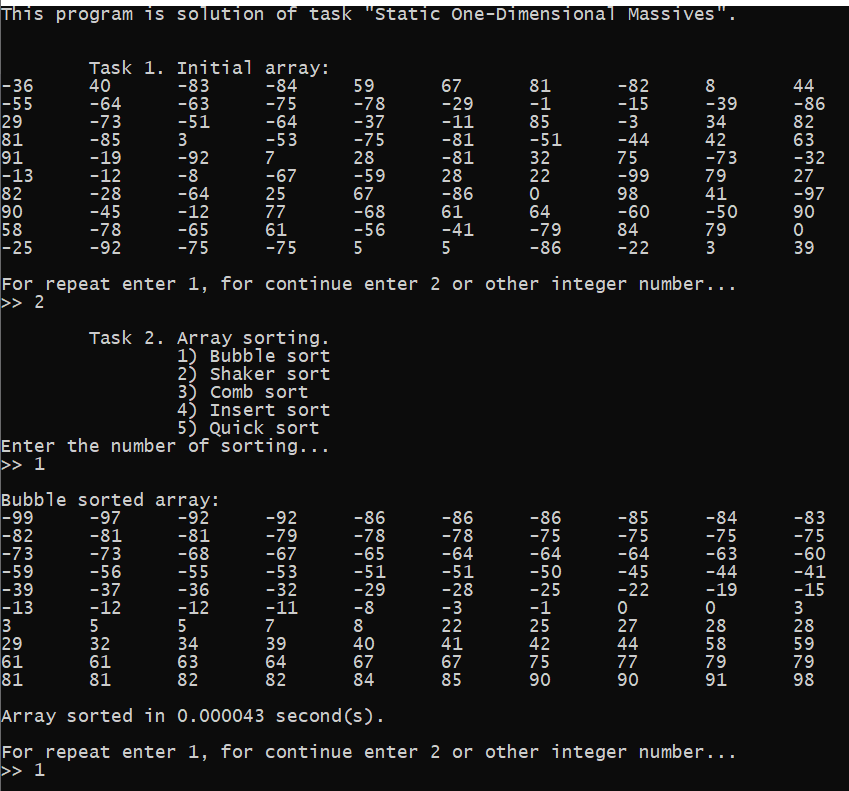 This program is solution of task "Static One-Dimensional Massives".
Task 1. Initial array:
-36 40 -83 -84 59 67 81 -82 8 44
-55 -64 -63 -75 -78 -29 -1 -15 -39 -86
29 -73 -51 -64 -37 -11 85 -3 34 82
81 -85 3 -53 -75 -81 -51 -44 42 63
91 -19 -92 7 28 -81 32 75 -73 -32
-13 -12 -8 -67 -59 28 22 -99 79 27
82 -28 -64 25 67 -86 0 98 41 -97
90 -45 -12 77 -68 61 64 -60 -50 90
58 -78 -65 61 -56 -41 -79 84 79 0
-25 -92 -75 -75 5 5 -86 -22 3 39
For repeat enter 1, for continue enter 2 or other integer number...
>> 2
Task 2. Array sorting.
1) Bubble sort
2) Shaker sort
3) Comb sort
4) Insert sort
5) Quick sort
Enter the number of sorting...
>> 1
Bubble sorted array:
-99 -97 -92 -92 -86 -86 -86 -85 -84 -83
-82 -81 -81 -79 -78 -78 -75 -75 -75 -75
-73 -73 -68 -67 -65 -64 -64 -64 -63 -60
-59 -56 -55 -53 -51 -51 -50 -45 -44 -41
-39 -37 -36 -32 -29 -28 -25 -22 -19 -15
-13 -12 -12 -11 -8 -3 -1 0 0 3
3 5 5 7 8 22 25 27 28 28
29 32 34 39 40 41 42 44 58 59
61 61 63 64 67 67 75 77 79 79
81 81 82 82 84 85 90 90 91 98
Array sorted in 0.000043 second(s).
For repeat enter 1, for continue enter 2 or other integer number...
>> 1